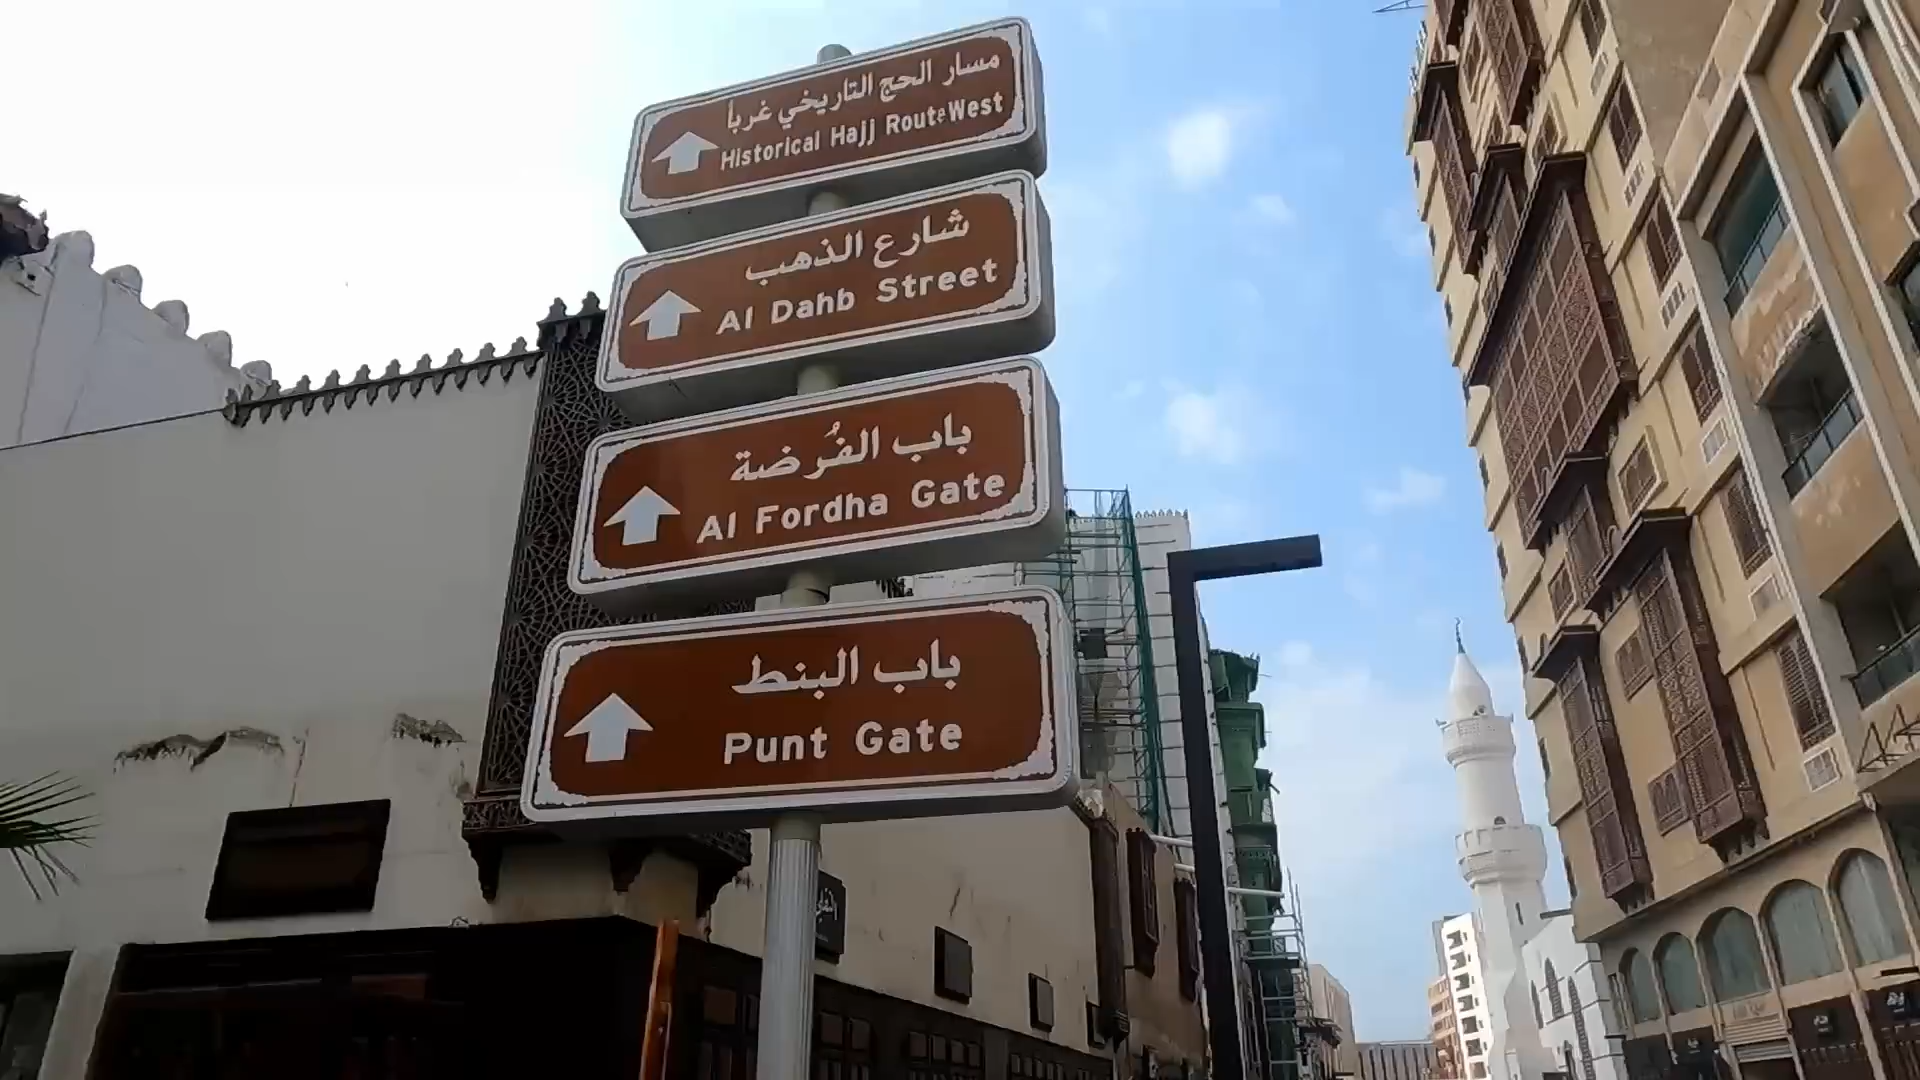 مسار الحج التاريخي غرباً
Historical Hajj Route West
شارع الذهب
Al Dahb Street
باب الفُرضة
Al Fordha Gate
باب البنط
Punt Gate